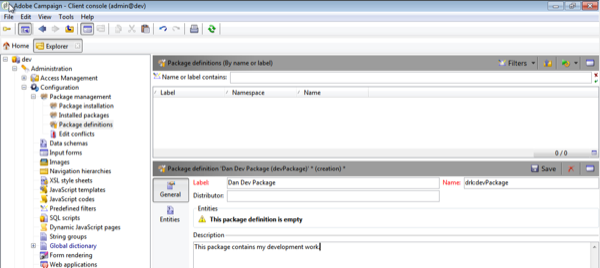 Adobe Campaign - Client console (admin@dev)
File Edit View Tools Help
Home Explorer
dev
Administration
Access Management
Configuration
Package management
Package installation
Installed packages
Package definitions
Edit conflicts
Data schemas
Input forms
Images
Navigation hierarchies
XSL style sheets
JavaScript templates
JavaScript codes
Predefined filters
SQL scripts
Dynamic JavaScript pages
String groups
Global dictionary
Form rendering
Web applications
Package definitions (By name or label)
Filters
Name or label contains:
Label Namespace Name
0 / 0
Package definition 'Dan Dev Package (devPackage)' * (creation) *
Save
General
Entities
Label: Dan Dev Package Name: drk:devPackage
Distributor:
Entities
This package definition is empty
Description
This package contains my development work.